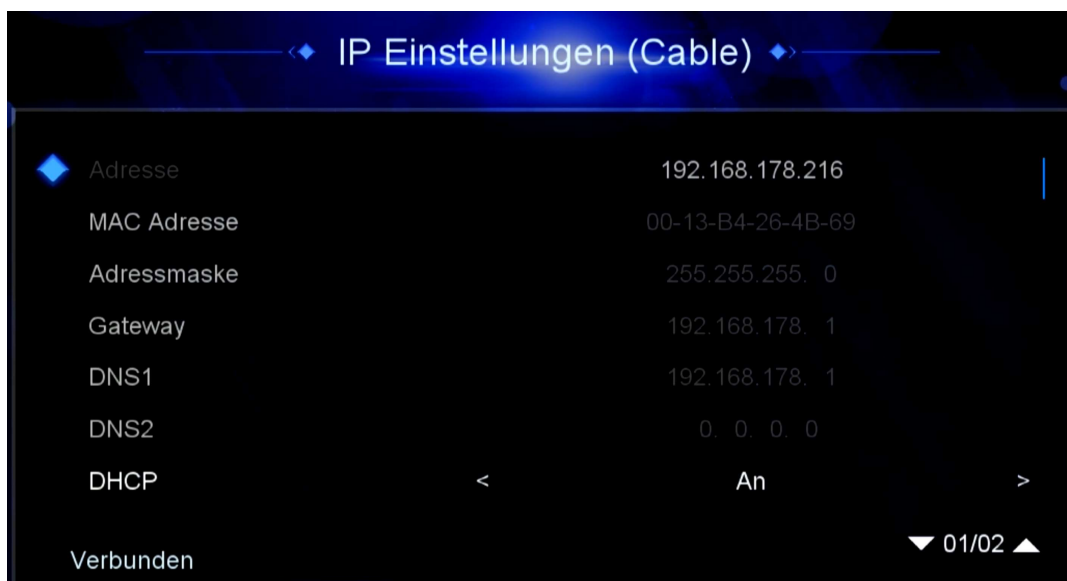 IP Einstellungen (Cable)
Adresse 192.168.178.216
MAC Adresse 00-13-B4-26-4B-69
Adressmaske 255.255.255. 0
Gateway 192.168.178. 1
DNS1 192.168.178. 1
DNS2 0. 0. 0. 0
DHCP < An >
Verbunden
01/02